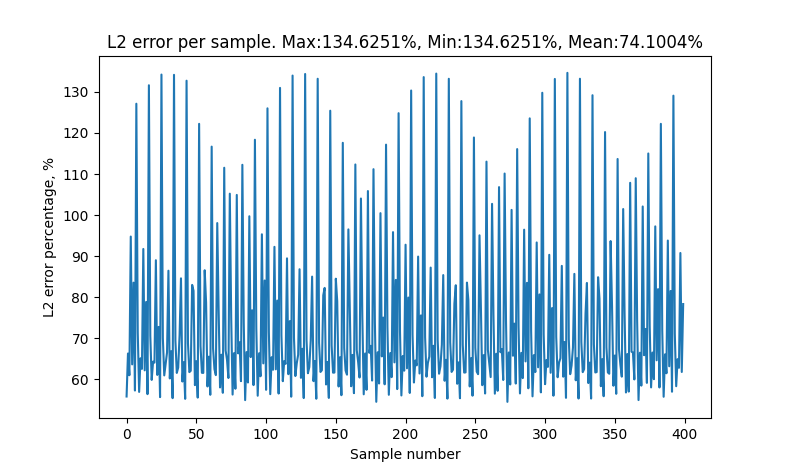 L2 error per sample. Max:134.6251%, Min:134.6251%, Mean:74.1004%
L2 error percentage, %
130
120
110
100
90
80
70
60
0 50 100 150 200 250 300 350 400
Sample number